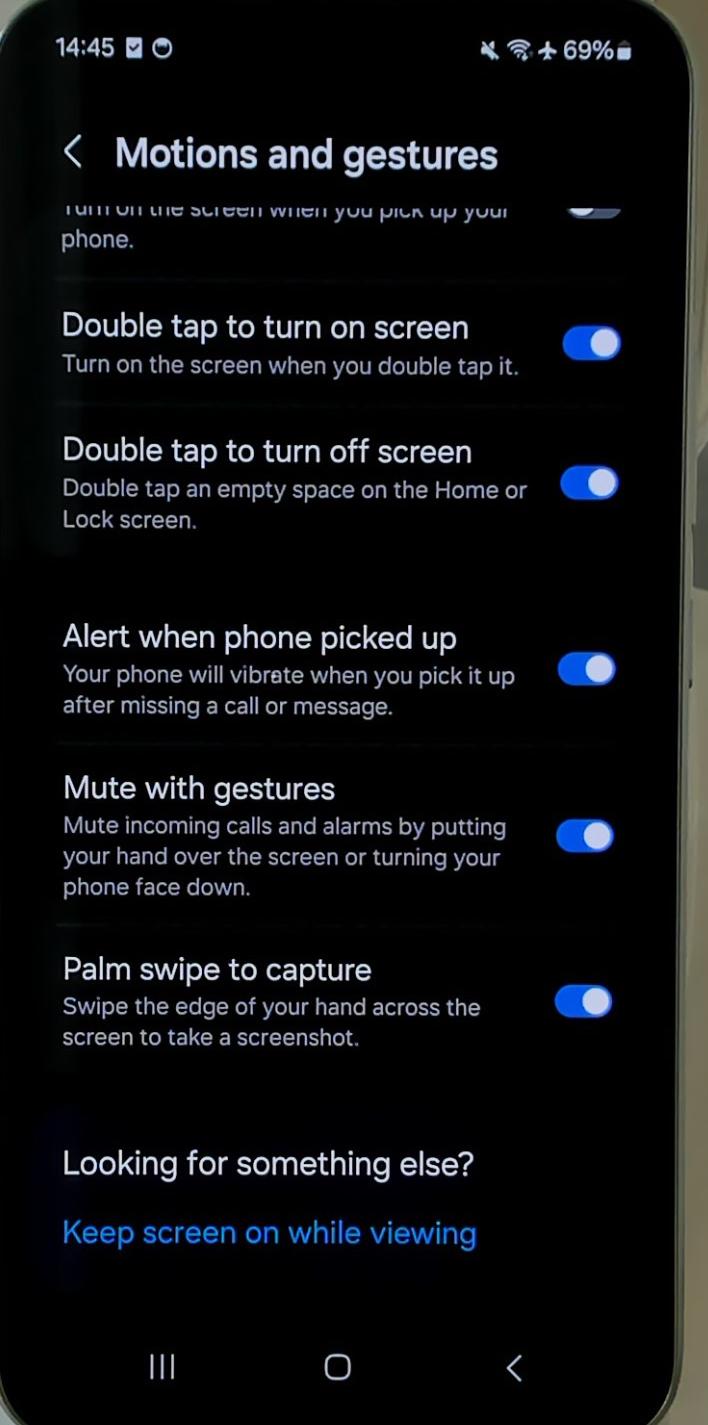 14:45
69%
Motions and gestures
Turn on the screen when you pick up your
phone.
Double tap to turn on screen
Turn on the screen when you double tap it.
Double tap to turn off screen
Double tap an empty space on the Home or
Lock screen.
Alert when phone picked up
Your phone will vibrate when you pick it up
after missing a call or message.
Mute with gestures
Mute incoming calls and alarms by putting
your hand over the screen or turning your
phone face down.
Palm swipe to capture
Swipe the edge of your hand across the
screen to take a screenshot.
Looking for something else?
Keep screen on while viewing